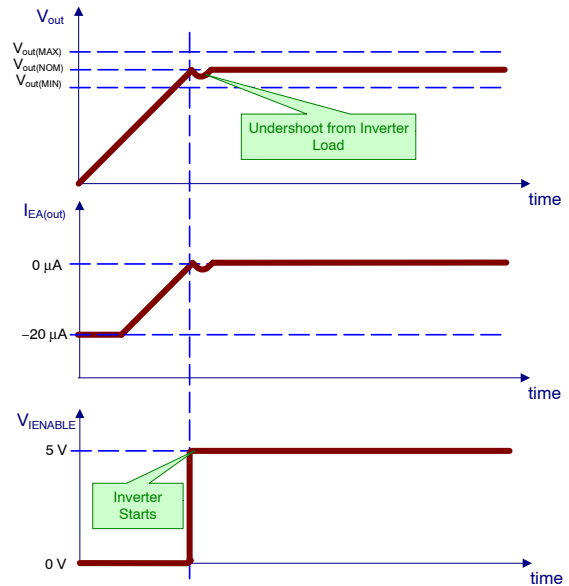 Vout
Vout(MAX)
Vout(NOM)
Vout(MIN)
Undershoot from Inverter
Load
time
IEA(out)
0 μA
−20 μA
time
VIENABLE
5 V
Inverter
Starts
0 V
time